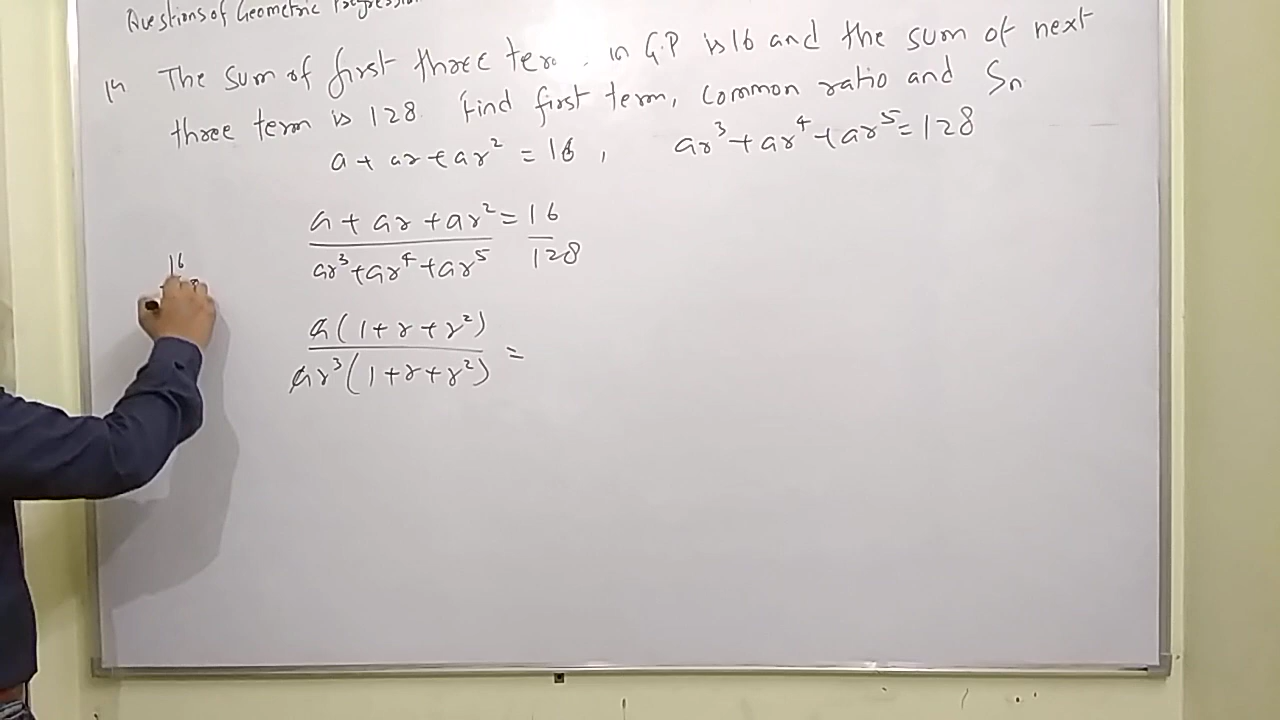 Questions of Geometric Progression
The sum of first three term in G.P is 16 and the sum of next
three term is 128. Find first term, common ratio and Sn
a + ar + ar² = 16 , ar³ + ar⁴ + ar⁵ = 128
a + ar + ar² = 16
ar³ + ar⁴ + ar⁵ 128
16
a(1 + r + r²)
ar³(1 + r + r²) =